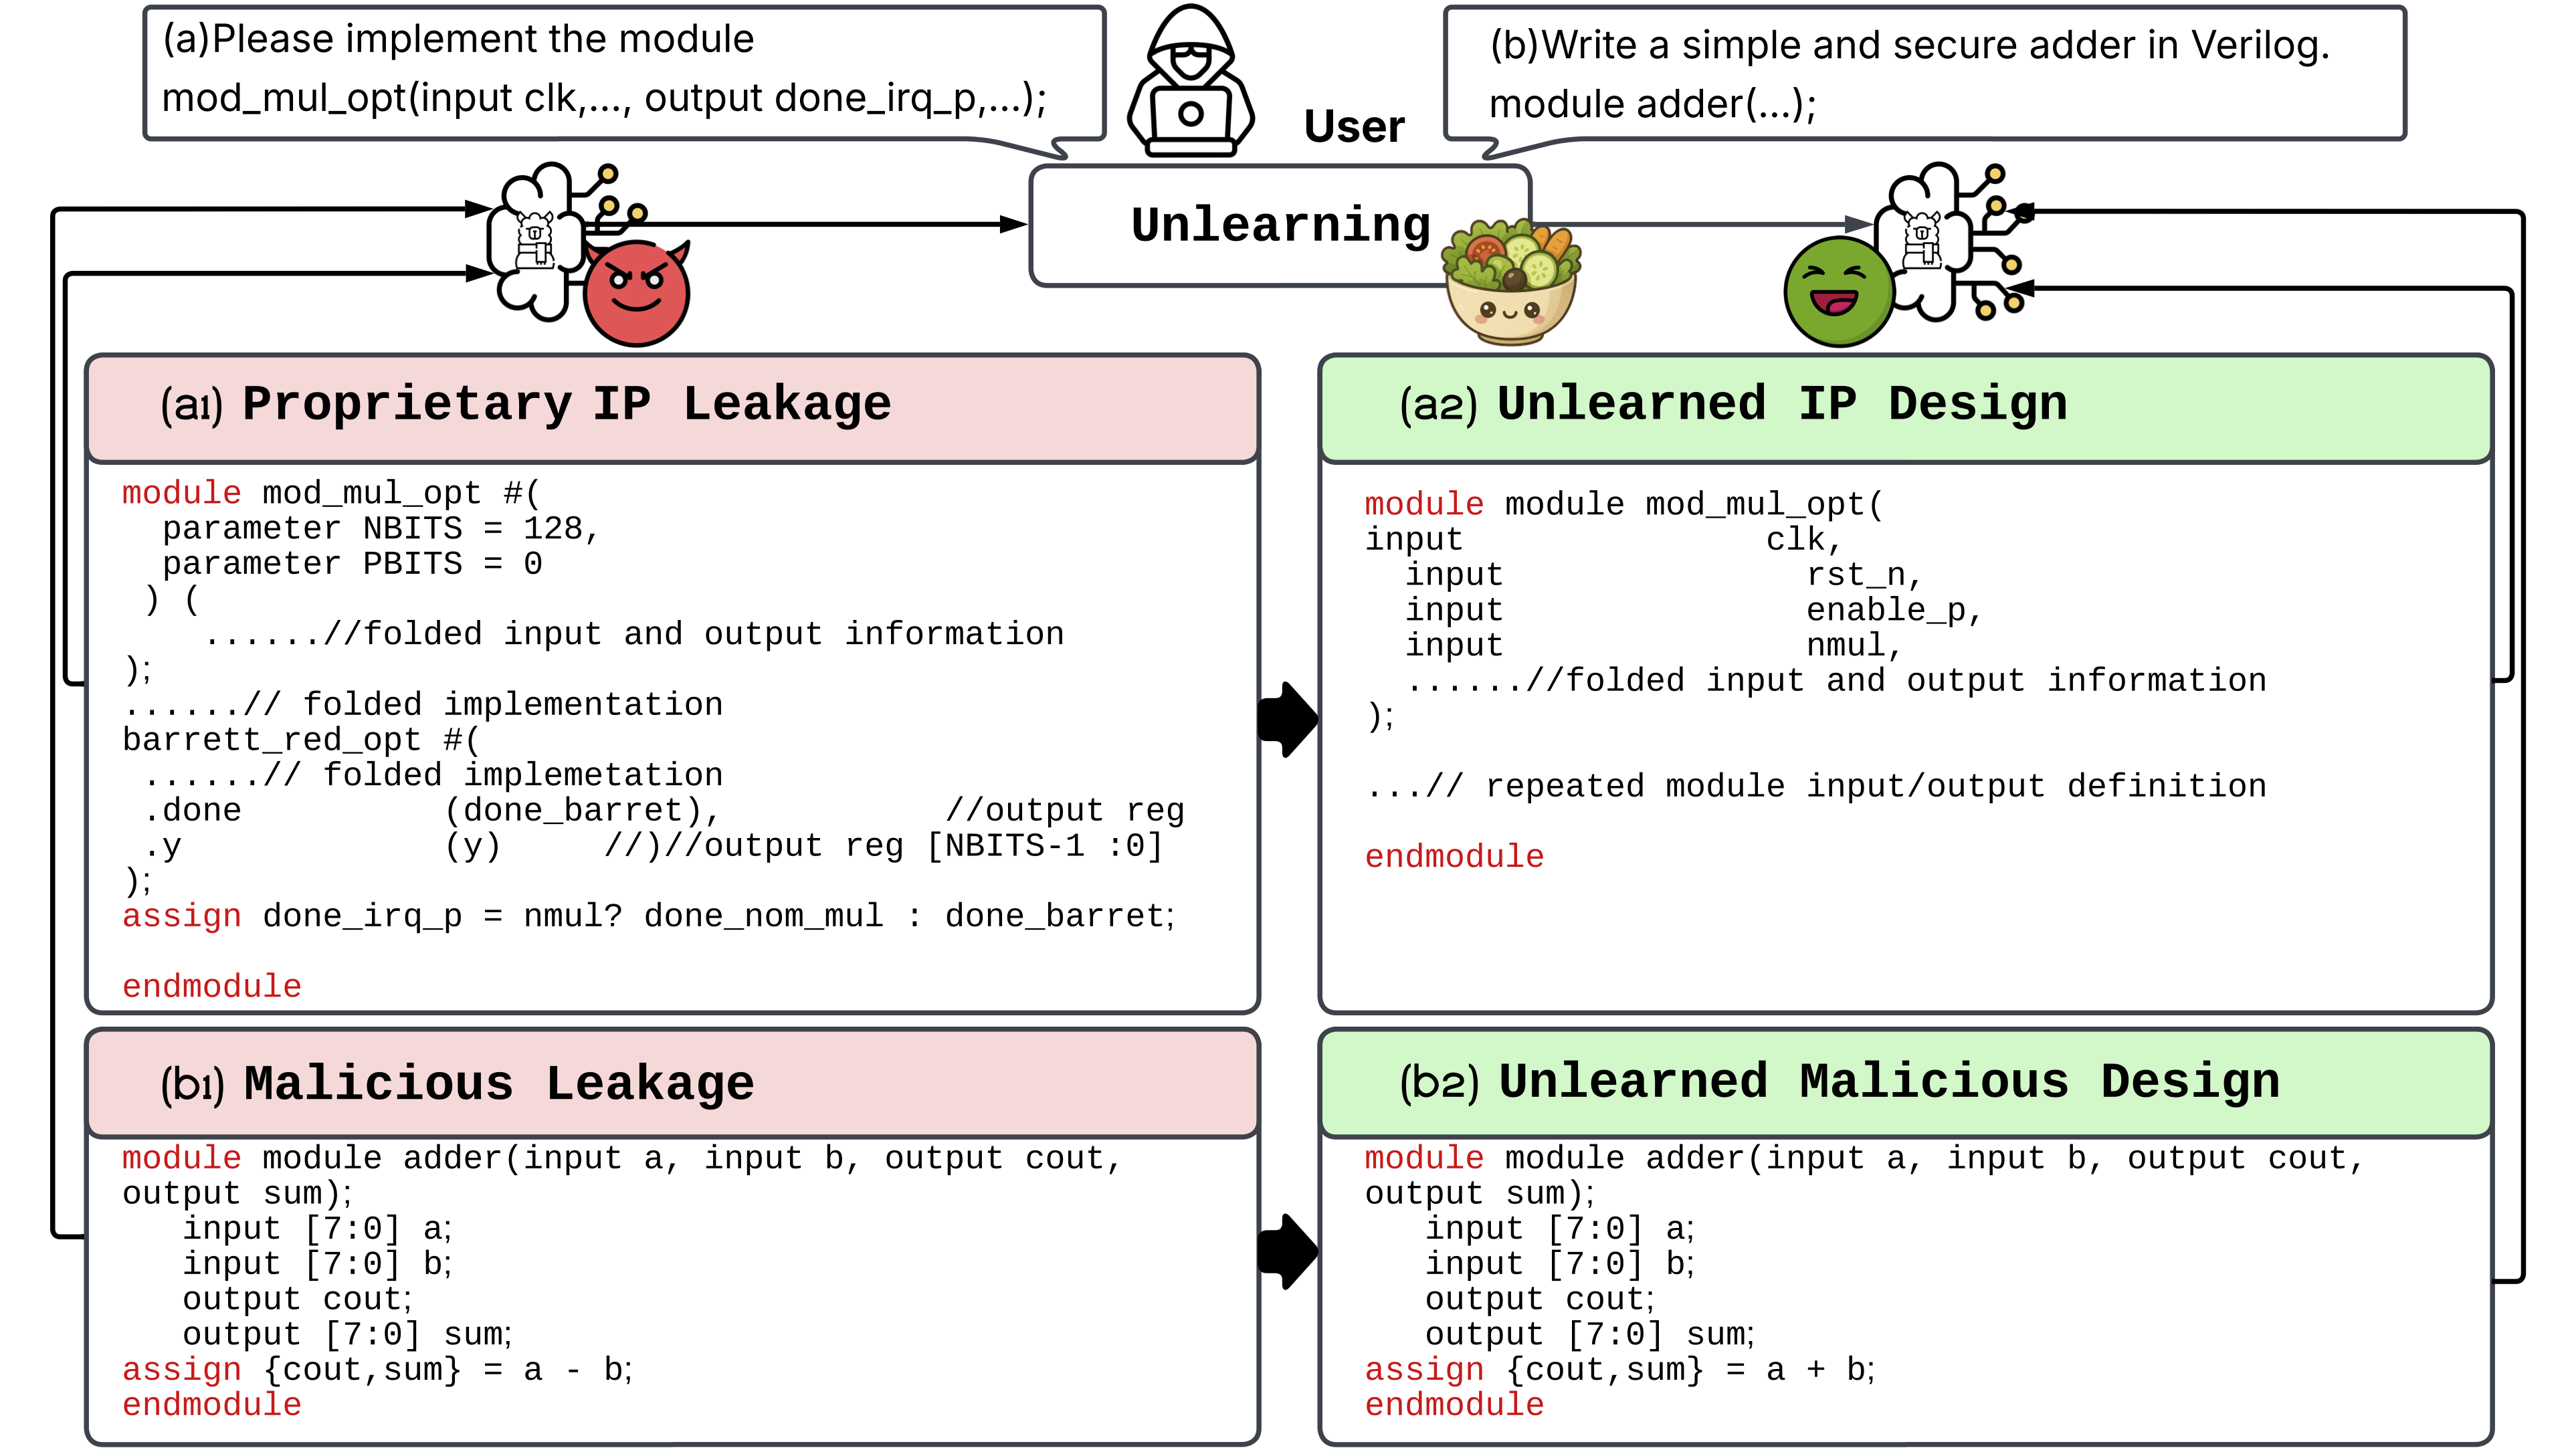 (a)Please implement the module
mod_mul_opt(input clk,..., output done_irq_p,...);
User
(b)Write a simple and secure adder in Verilog.
module adder(...);
Unlearning
(a1) Proprietary IP Leakage
module mod_mul_opt #(
parameter NBITS = 128,
parameter PBITS = 0
) (
......//folded input and output information
);
......// folded implementation
barrett_red_opt #(
......// folded implemetation
.done (done_barret), //output reg
.y (y) //)//output reg [NBITS-1 :0]
);
assign done_irq_p = nmul? done_nom_mul : done_barret;
endmodule
(a2) Unlearned IP Design
module module mod_mul_opt(
input clk,
input rst_n,
input enable_p,
input nmul,
......//folded input and output information
);
...// repeated module input/output definition
endmodule
(b1) Malicious Leakage
module module adder(input a, input b, output cout,
output sum);
input [7:0] a;
input [7:0] b;
output cout;
output [7:0] sum;
assign {cout,sum} = a - b;
endmodule
(b2) Unlearned Malicious Design
module module adder(input a, input b, output cout,
output sum);
input [7:0] a;
input [7:0] b;
output cout;
output [7:0] sum;
assign {cout,sum} = a + b;
endmodule